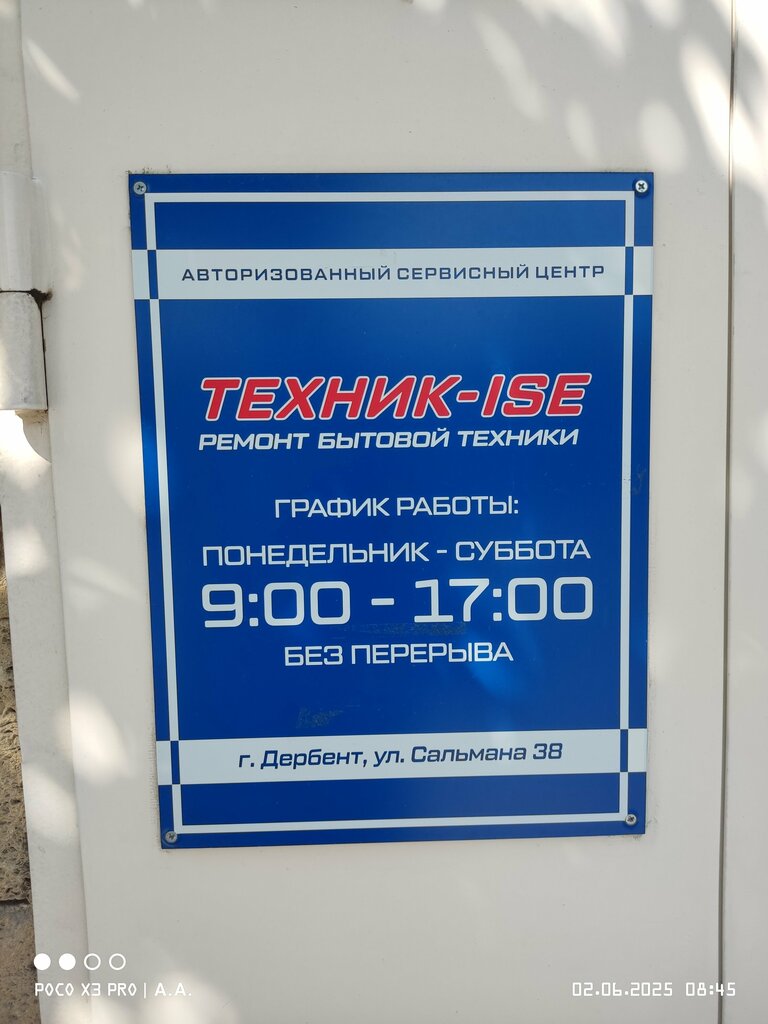 АВТОРИЗОВАННЫЙ СЕРВИСНЫЙ ЦЕНТР
ТЕХНИК-ISE
РЕМОНТ БЫТОВОЙ ТЕХНИКИ
ГРАФИК РАБОТЫ:
ПОНЕДЕЛЬНИК - СУББОТА
9:00 - 17:00
БЕЗ ПЕРЕРЫВА
г. Дербент, ул. Сальмана 38
POCO X3 PRO | A.A.
02.06.2025 08:45